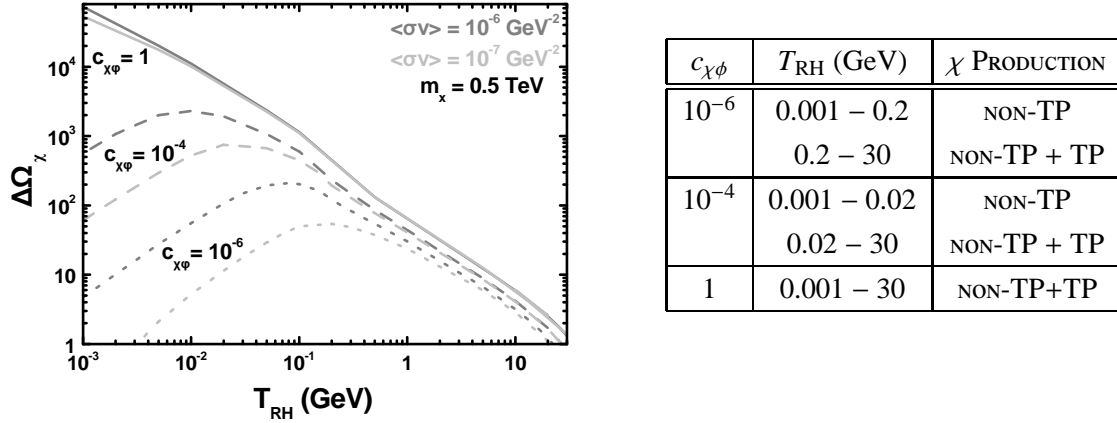 <σv> = 10⁻⁶ GeV⁻²
<σv> = 10⁻⁷ GeV⁻²
mₓ = 0.5 TeV
c_χφ = 1
c_χφ = 10⁻⁴
c_χφ = 10⁻⁶
10⁴
10³
10²
10
1
ΔΩ_χ
10⁻³ 10⁻² 10⁻¹ 1 10
T_RH (GeV)
c_χϕ T_RH (GeV) χ Production
10⁻⁶ 0.001 − 0.2 non-TP
0.2 − 30 non-TP + TP
10⁻⁴ 0.001 − 0.02 non-TP
0.02 − 30 non-TP + TP
1 0.001 − 30 non-TP+TP